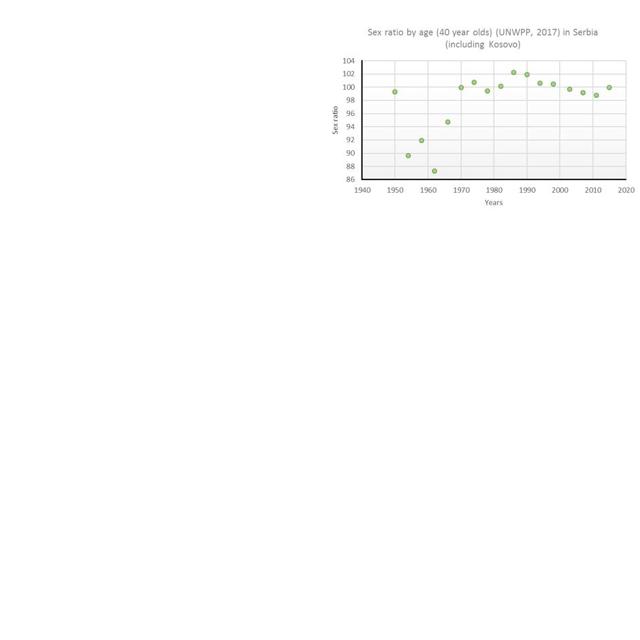 Sex ratio by age (40 year olds) (UNWPP, 2017) in Serbia
(including Kosovo)
104
102
100
98
96
94
92
90
88
86
Sex ratio
1940 1950 1960 1970 1980 1990 2000 2010 2020
Years